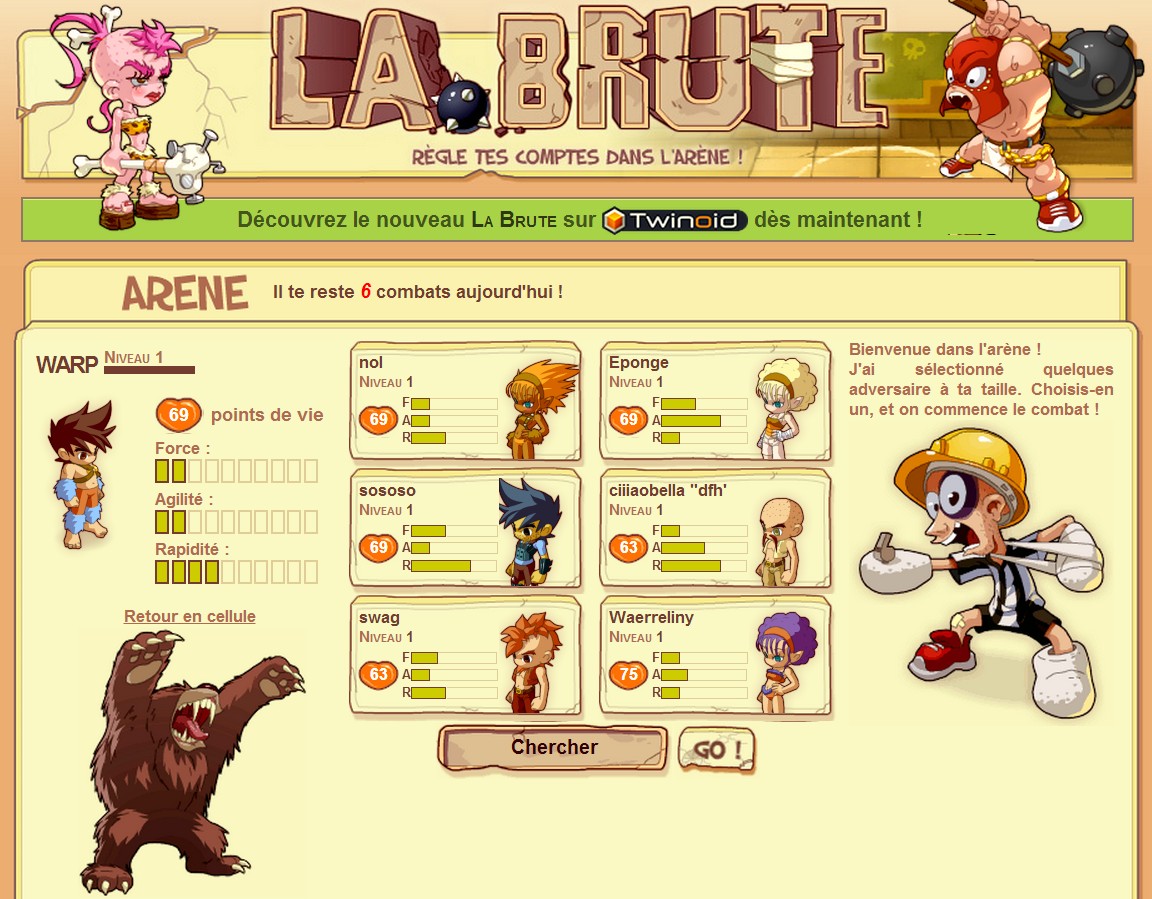 LA BRUTE
RÈGLE TES COMPTES DANS L'ARÈNE !
Découvrez le nouveau La Brute sur Twinoid dès maintenant !
ARENE
Il te reste 6 combats aujourd'hui !
WARP Niveau 1
69 points de vie
Force :
Agilité :
Rapidité :
Retour en cellule
nol
Niveau 1
69
F
A
R
Eponge
Niveau 1
69
F
A
R
sososo
Niveau 1
69
F
A
R
ciiiaobella "dfh'
Niveau 1
63
F
A
R
swag
Niveau 1
63
F
A
R
Waerreliny
Niveau 1
75
F
A
R
Chercher
GO !
Bienvenue dans l'arène !
J'ai sélectionné quelques
adversaire à ta taille. Choisis-en
un, et on commence le combat !